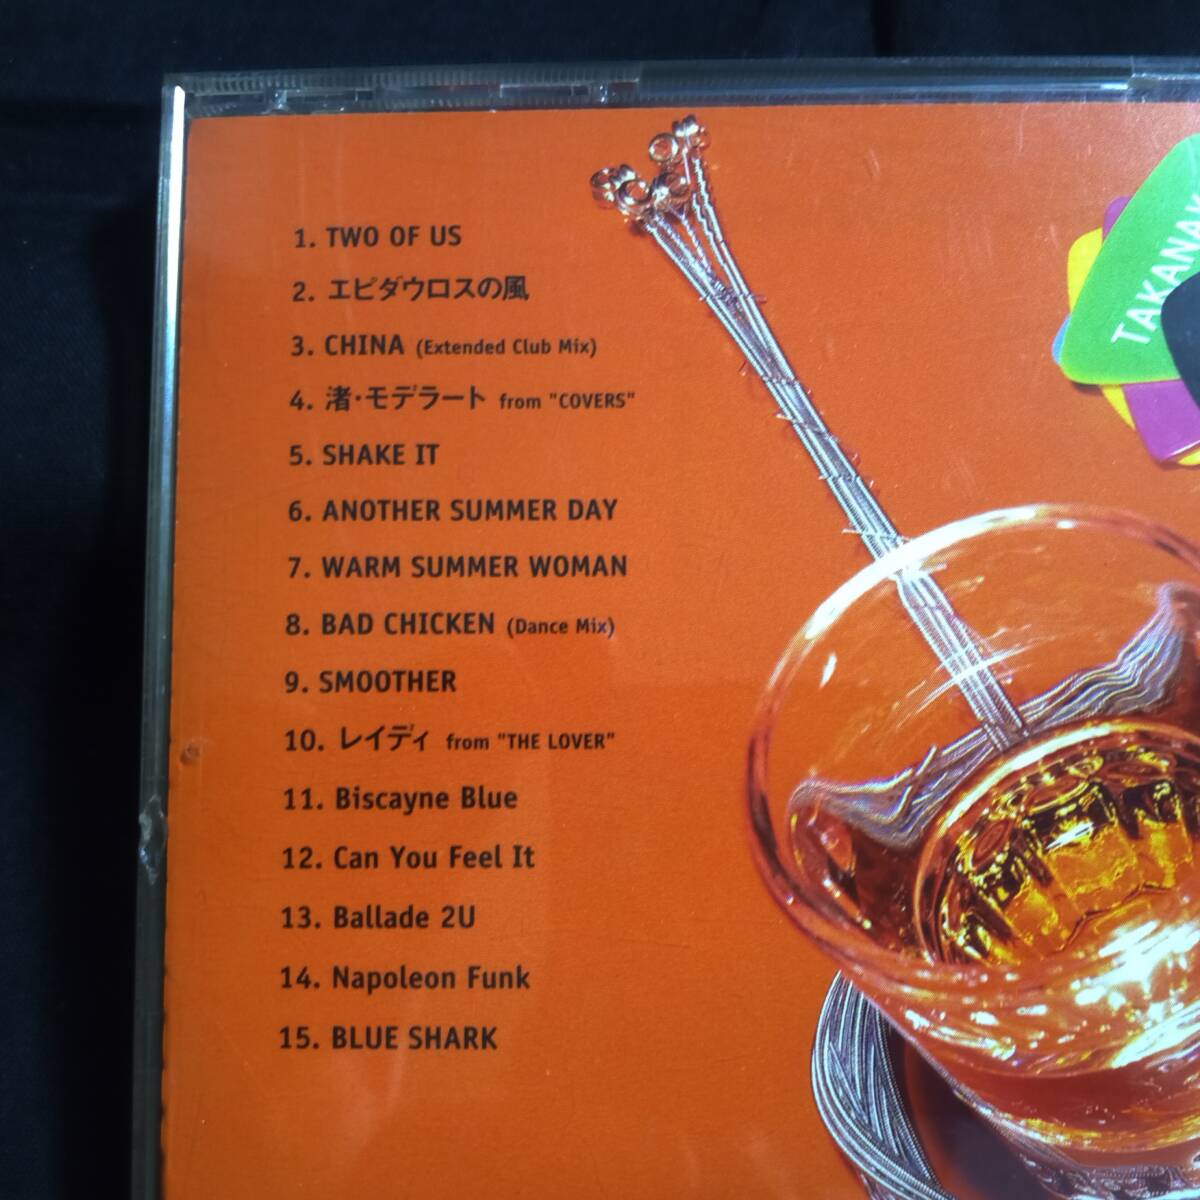 1. TWO OF US
2. エピダウロスの風
3. CHINA (Extended Club Mix)
4. 渚・モデラート from "COVERS"
5. SHAKE IT
6. ANOTHER SUMMER DAY
7. WARM SUMMER WOMAN
8. BAD CHICKEN (Dance Mix)
9. SMOOTHER
10. レイディ from "THE LOVER"
11. Biscayne Blue
12. Can You Feel It
13. Ballade 2U
14. Napoleon Funk
15. BLUE SHARK